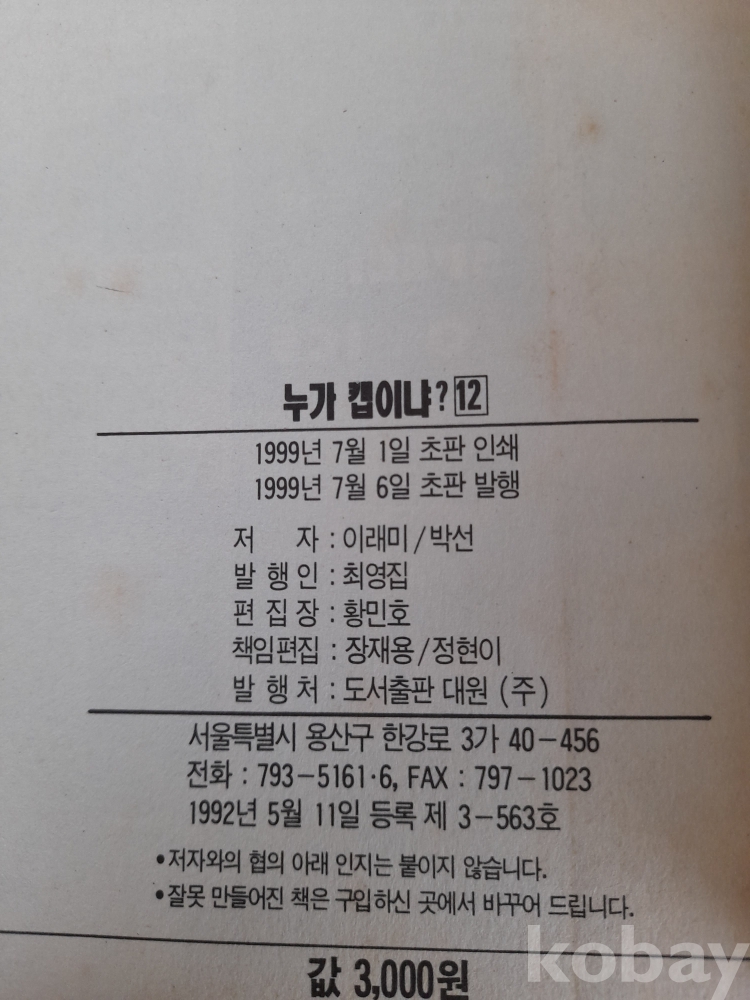 누가 캡이냐? 12
1999년 7월 1일 초판 인쇄
1999년 7월 6일 초판 발행
저 자 : 이래미/박선
발 행 인 : 최영집
편 집 장 : 황민호
책임편집 : 장재용/정현이
발 행 처 : 도서출판 대원 (주)
서울특별시 용산구 한강로 3가 40-456
전화 : 793-5161·6, FAX : 797-1023
1992년 5월 11일 등록 제 3-563호
•저자와의 협의 아래 인지는 붙이지 않습니다.
•잘못 만들어진 책은 구입하신 곳에서 바꾸어 드립니다.
값 3,000원
kobay